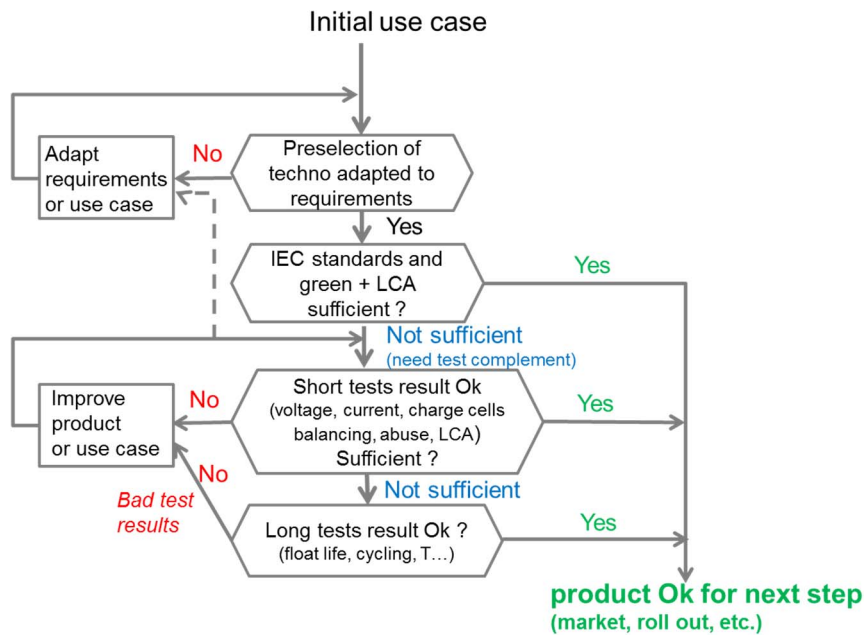 Initial use case
Adapt
requirements
or use case
No
Preselection of
techno adapted to
requirements
Yes
IEC standards and
green + LCA
sufficient ?
Yes
Not sufficient
(need test complement)
Improve
product
or use case
No
Short tests result Ok
(voltage, current, charge cells
balancing, abuse, LCA)
Sufficient ?
Yes
No
Bad test
results
Not sufficient
Long tests result Ok ?
(float life, cycling, T...)
Yes
product Ok for next step
(market, roll out, etc.)